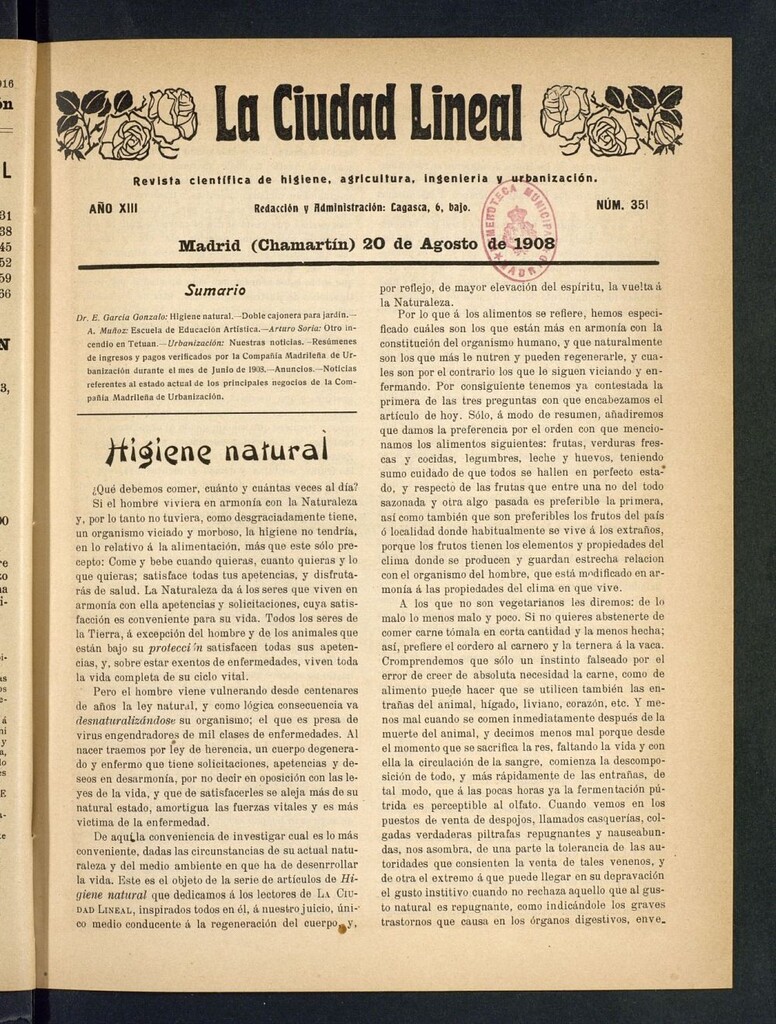 916
ón
L
31
38
45
52
59
66
N
3,
La Ciudad Lineal
Revista científica de higiene, agricultura, ingeniería y urbanización.
AÑO XIII
Redacción y Administración: Lagasca, 6, bajo.
NÚM. 351
HEMEROTECA MUNICIPAL
MADRID
Madrid (Chamartín) 20 de Agosto de 1908
Sumario
Dr. E. Garcia Gonzalo: Higiene natural.—Doble cajonera para jardín.—
A. Muñoz: Escuela de Educación Artística.—Arturo Soria: Otro in-
cendio en Tetuan.—Urbanización: Nuestras noticias.—Resúmenes
de ingresos y pagos verificados por la Compañía Madrileña de Ur-
banización durante el mes de Junio de 1908.—Anuncios.—Noticias
referentes al estado actual de los principales negocios de la Com-
pañía Madrileña de Urbanización.
Higiene natural
¿Qué debemos comer, cuánto y cuántas veces al día?
Si el hombre viviera en armonía con la Naturaleza
y, por lo tanto no tuviera, como desgraciadamente tiene,
un organismo viciado y morboso, la higiene no tendría,
en lo relativo á la alimentación, más que este sólo pre-
cepto: Come y bebe cuando quieras, cuanto quieras y lo
que quieras; satisface todas tus apetencias, y disfruta-
rás de salud. La Naturaleza da á los seres que viven en
armonía con ella apetencias y solicitaciones, cuya satis-
facción es conveniente para su vida. Todos los seres de
la Tierra, á excepción del hombre y de los animales que
están bajo su protección satisfacen todas sus apeten-
cias, y, sobre estar exentos de enfermedades, viven toda
la vida completa de su ciclo vital.
Pero el hombre viene vulnerando desde centenares
de años la ley natural, y como lógica consecuencia va
desnaturalizándose su organismo; el que es presa de
virus engendradores de mil clases de enfermedades. Al
nacer traemos por ley de herencia, un cuerpo degenera-
do y enfermo que tiene solicitaciones, apetencias y de-
seos en desarmonía, por no decir en oposición con las le-
yes de la vida, y que de satisfacerles se aleja más de su
natural estado, amortigua las fuerzas vitales y es más
victima de la enfermedad.
De aquí la conveniencia de investigar cual es lo más
conveniente, dadas las circunstancias de su actual natu-
raleza y del medio ambiente en que ha de desenrrollar
la vida. Este es el objeto de la serie de artículos de Hi-
giene natural que dedicamos á los lectores de LA CIU-
DAD LINEAL, inspirados todos en él, á nuestro juicio, úni-
co medio conducente á la regeneración del cuerpo y,
por reflejo, de mayor elevación del espíritu, la vuelta á
la Naturaleza.
Por lo que á los alimentos se refiere, hemos especi-
ficado cuáles son los que están más en armonía con la
constitución del organismo humano, y que naturalmente
son los que más le nutren y pueden regenerarle, y cua-
les son por el contrario los que le siguen viciando y en-
fermando. Por consiguiente tenemos ya contestada la
primera de las tres preguntas con que encabezamos el
artículo de hoy. Sólo, á modo de resumen, añadiremos
que damos la preferencia por el orden con que mencio-
namos los alimentos siguientes: frutas, verduras fres-
cas y cocidas, legumbres, leche y huevos, teniendo
sumo cuidado de que todos se hallen en perfecto esta-
do, y respecto de las frutas que entre una no del todo
sazonada y otra algo pasada es preferible la primera,
así como también que son preferibles los frutos del país
ó localidad donde habitualmente se vive á los extraños,
porque los frutos tienen los elementos y propiedades del
clima donde se producen y guardan estrecha relacion
con el organismo del hombre, que está modificado en ar-
monía á las propiedades del clima en que vive.
A los que no son vegetarianos les diremos: de lo
malo lo menos malo y poco. Si no quieres abstenerte de
comer carne tómala en corta cantidad y la menos hecha;
así, prefiere el cordero al carnero y la ternera á la vaca.
Comprendemos que sólo un instinto falseado por el
error de creer de absoluta necesidad la carne, como de
alimento puede hacer que se utilicen también las en-
trañas del animal, hígado, liviano, corazón, etc. Y me-
nos mal cuando se comen inmediatamente después de la
muerte del animal, y decimos menos mal porque desde
el momento que se sacrifica la res, faltando la vida y con
ella la circulación de la sangre, comienza la descompo-
sición de todo, y más rápidamente de las entrañas, de
tal modo, que á las pocas horas ya la fermentación pú-
trida es perceptible al olfato. Cuando vemos en los
puestos de venta de despojos, llamados casquerías, col-
gadas verdaderas piltrafas repugnantes y nauseabun-
das, nos asombra, de una parte la tolerancia de las au-
toridades que consienten la venta de tales venenos, y
de otra el extremo á que puede llegar en su depravación
el gusto institivo cuando no rechaza aquello que al gus-
to natural es repugnante, como indicándole los graves
trastornos que causa en los órganos digestivos, enve-